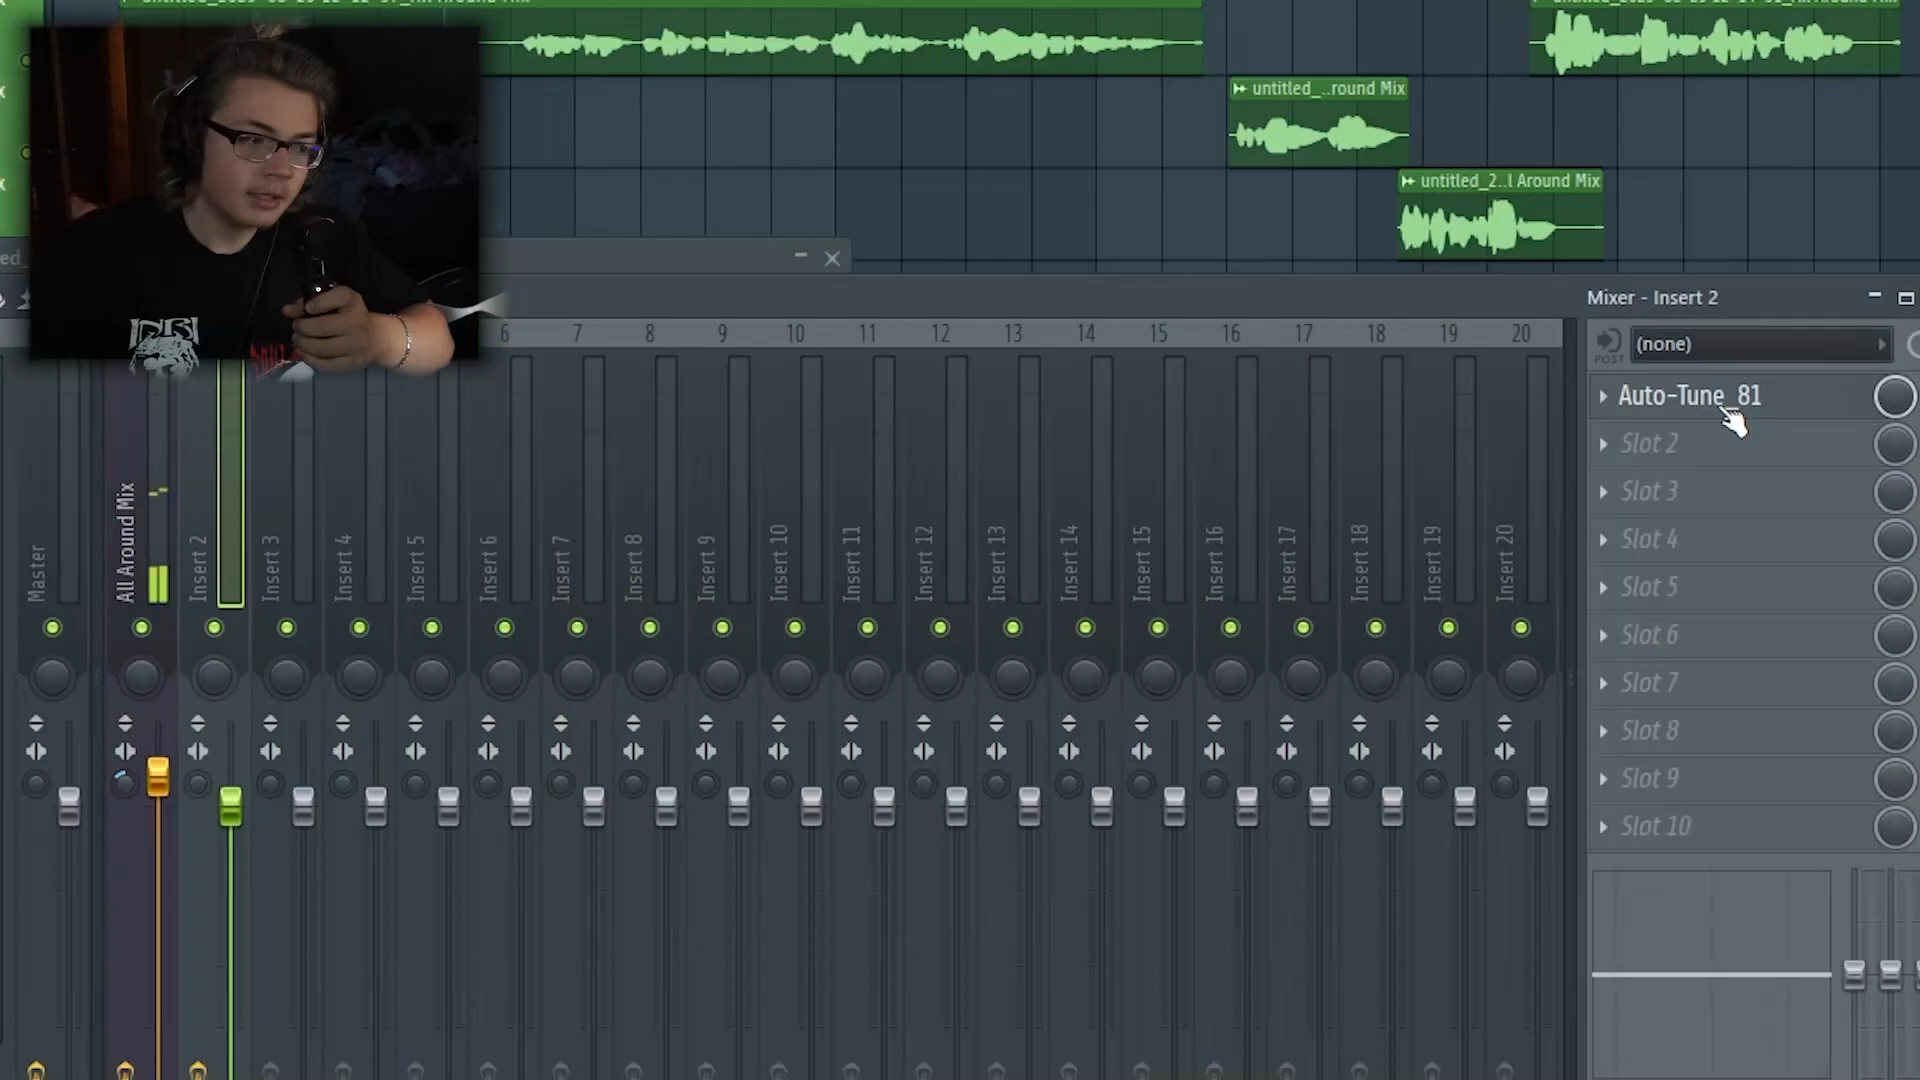 untitled_..round Mix
untitled_2..l Around Mix
Mixer - Insert 2
6 7 8 9 10 11 12 13 14 15 16 17 18 19 20
POST
(none)
Auto-Tune_81
Slot 2
Slot 3
Slot 4
Slot 5
Slot 6
Slot 7
Slot 8
Slot 9
Slot 10
Master
All Around Mix
Insert 2
Insert 3
Insert 4
Insert 5
Insert 6
Insert 7
Insert 8
Insert 9
Insert 10
Insert 11
Insert 12
Insert 13
Insert 14
Insert 15
Insert 16
Insert 17
Insert 18
Insert 19
Insert 20